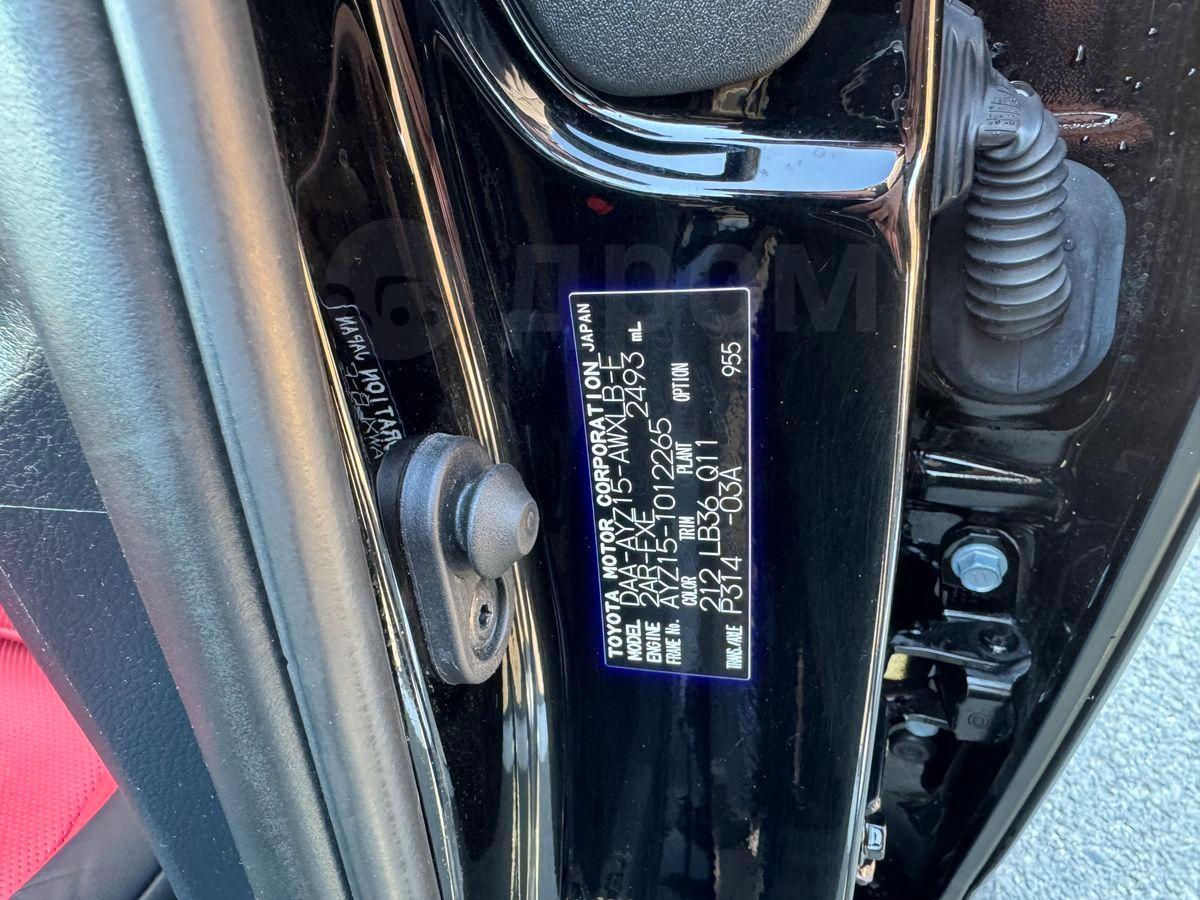 TOYOTA MOTOR CORPORATION JAPAN
MODEL DAA-AYZ15-AWXLB-E
ENGINE 2AR-FXE 2493 mL
FRAME No. AYZ15-1012265
COLOR TRIM PLANT OPTION
212 LB36 Q11
TRANS./AXLE P314 -03A 955
дром